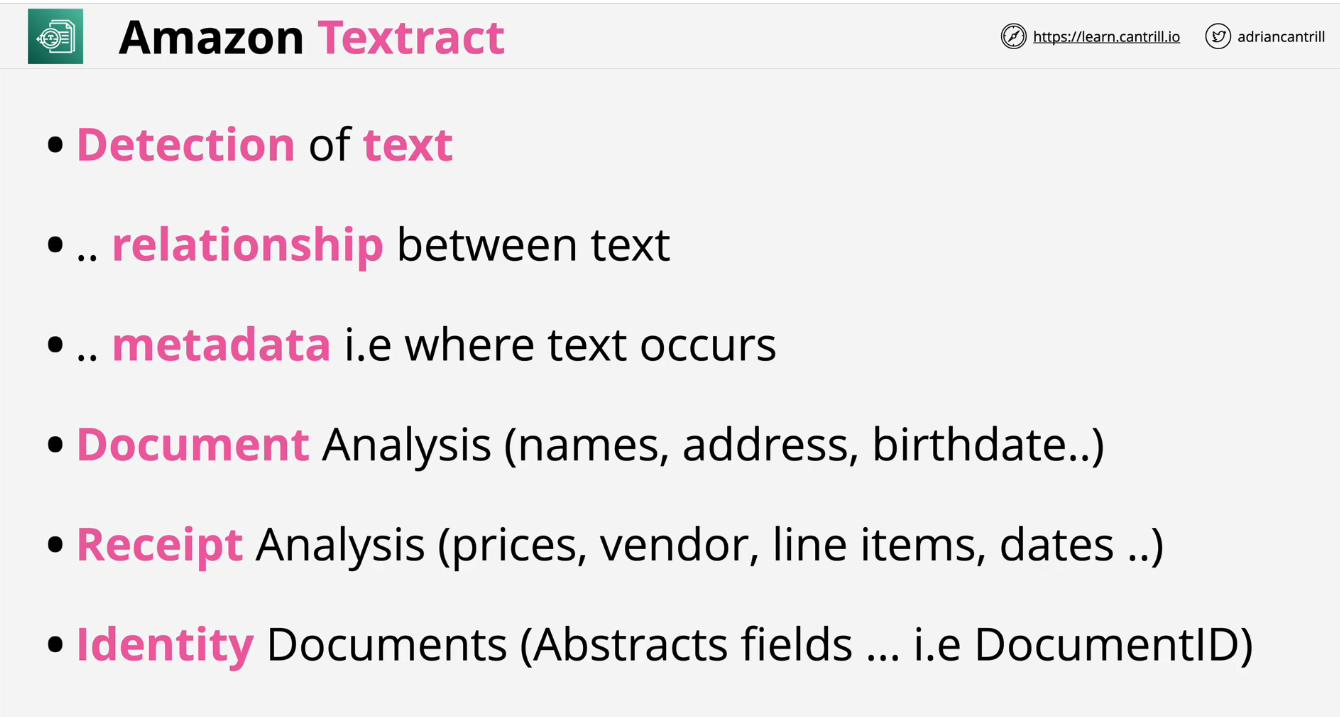 Amazon Textract
https://learn.cantrill.io
adriancantrill
• Detection of text
• .. relationship between text
• .. metadata i.e where text occurs
• Document Analysis (names, address, birthdate..)
• Receipt Analysis (prices, vendor, line items, dates ..)
• Identity Documents (Abstracts fields ... i.e DocumentID)